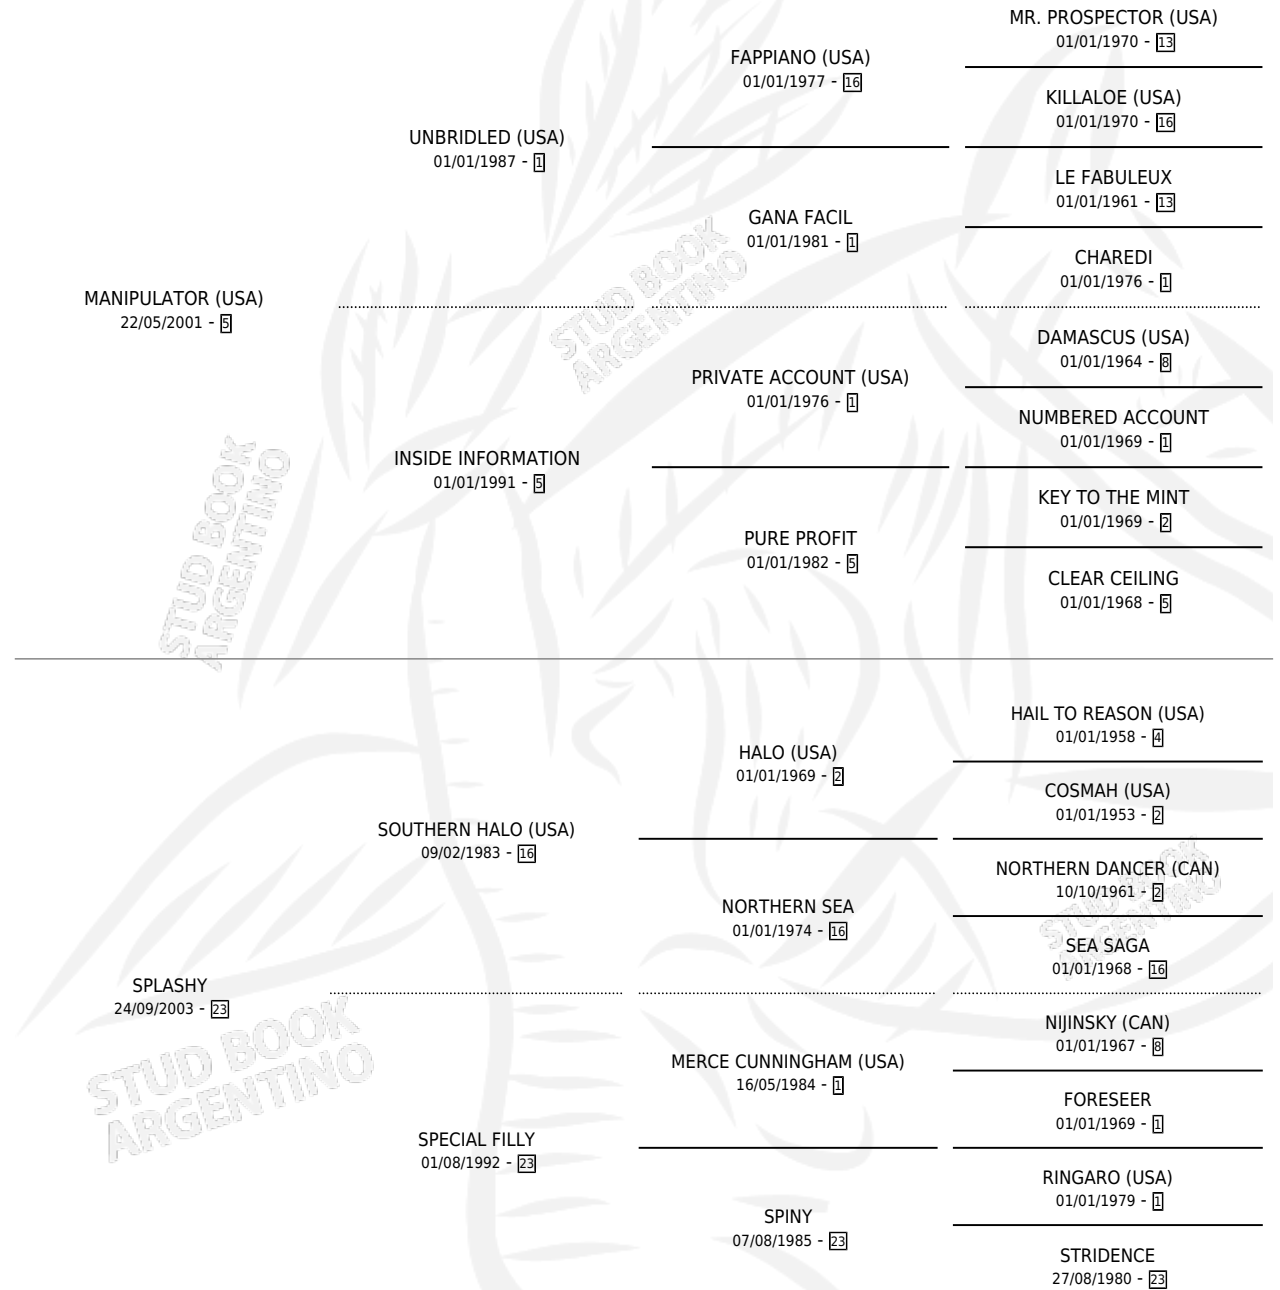 MR. PROSPECTOR (USA)
01/01/1970 - 13
FAPPIANO (USA)
01/01/1977 - 16
KILLALOE (USA)
01/01/1970 - 16
UNBRIDLED (USA)
01/01/1987 - 1
LE FABULEUX
01/01/1961 - 13
GANA FACIL
01/01/1981 - 1
CHAREDI
01/01/1976 - 1
MANIPULATOR (USA)
22/05/2001 - 5
STUD BOOK
ARGENTINO
DAMASCUS (USA)
01/01/1964 - 8
PRIVATE ACCOUNT (USA)
01/01/1976 - 1
NUMBERED ACCOUNT
01/01/1969 - 1
INSIDE INFORMATION
01/01/1991 - 5
KEY TO THE MINT
01/01/1969 - 2
PURE PROFIT
01/01/1982 - 5
CLEAR CEILING
01/01/1968 - 5
STUD BOOK
ARGENTINO
HAIL TO REASON (USA)
01/01/1958 - 4
HALO (USA)
01/01/1969 - 2
COSMAH (USA)
01/01/1953 - 2
SOUTHERN HALO (USA)
09/02/1983 - 16
NORTHERN DANCER (CAN)
10/10/1961 - 2
STUD BOOK
ARGENTINO
NORTHERN SEA
01/01/1974 - 16
SEA SAGA
01/01/1968 - 16
SPLASHY
24/09/2003 - 23
STUD BOOK
ARGENTINO
NIJINSKY (CAN)
01/01/1967 - 8
MERCE CUNNINGHAM (USA)
16/05/1984 - 1
FORESEER
01/01/1969 - 1
SPECIAL FILLY
01/08/1992 - 23
RINGARO (USA)
01/01/1979 - 1
SPINY
07/08/1985 - 23
STRIDENCE
27/08/1980 - 23